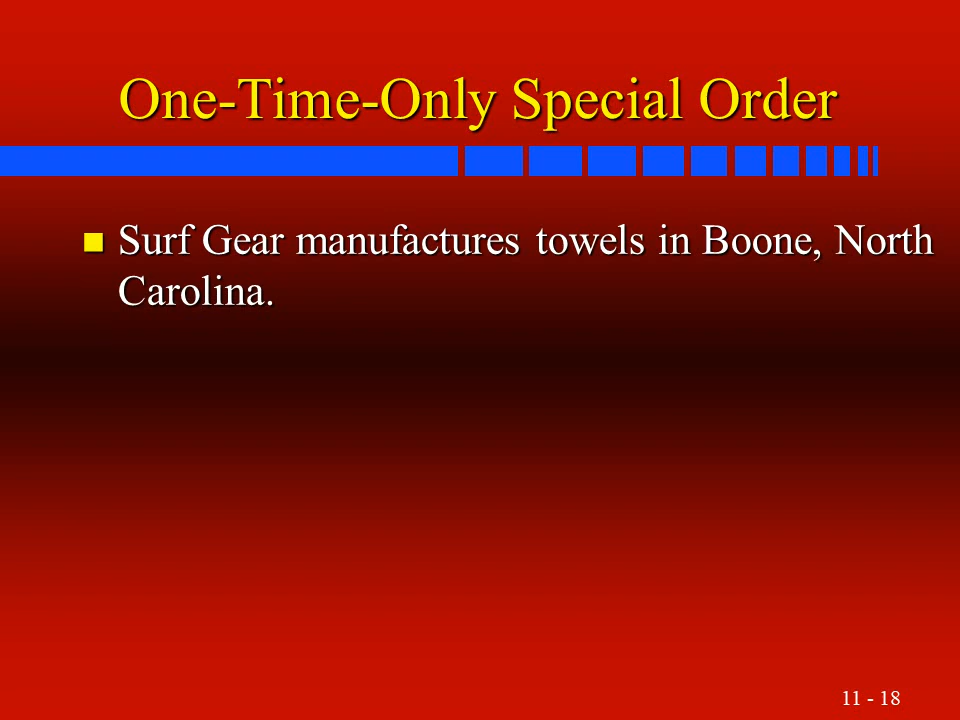 One-Time-Only Special Order
Surf Gear manufactures towels in Boone, North
Carolina.
11 - 18